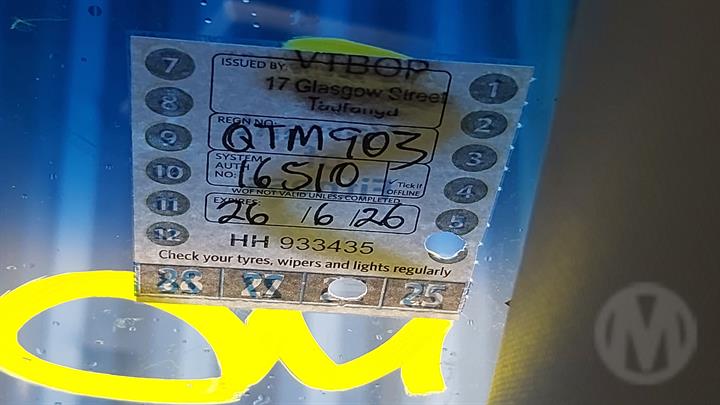 ISSUED BY: VTBOP
17 Glasgow Street
Tauranga
REGN NO:
QTM903
SYSTEM
AUTH
NO: 16510
Tick if
OFFLINE
WOF NOT VALID UNLESS COMPLETED
EXPIRES:
26 / 6 / 26
HH 933435
Check your tyres, wipers and lights regularly
7
8
9
10
11
12
1
2
3
4
5
25
M